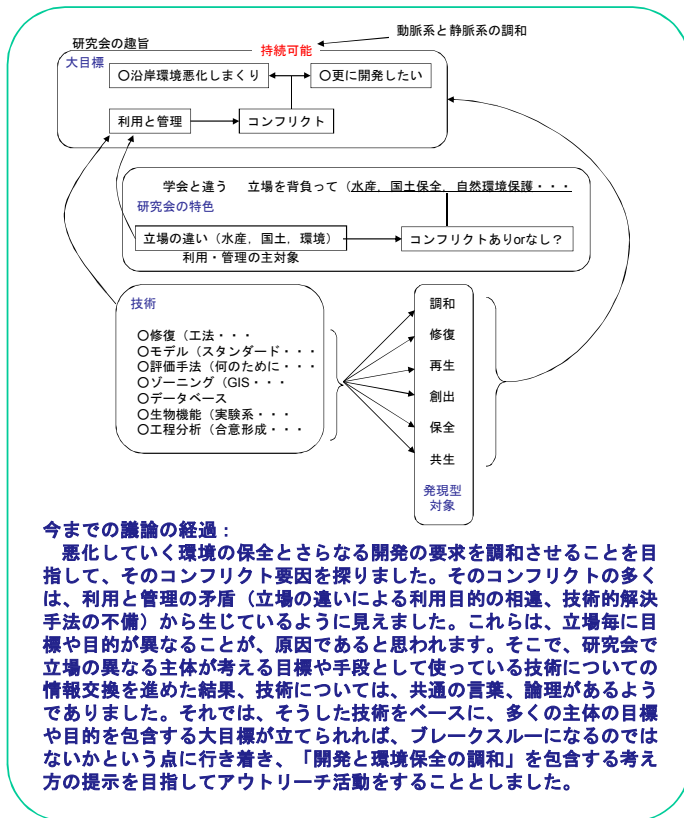 動脈系と静脈系の調和
研究会の趣旨
持続可能
大目標
〇沿岸環境悪化しまくり
〇更に開発したい
利用と管理
コンフリクト
学会と違う 立場を背負って（水産，国土保全，自然環境保護・・・
研究会の特色
立場の違い（水産，国土，環境）
コンフリクトありorなし？
利用・管理の主対象
技術
〇修復（工法・・・
〇モデル（スタンダード・・・
〇評価手法（何のために・・・
〇ゾーニング（GIS・・・
〇データベース
〇生物機能（実験系・・・
〇工程分析（合意形成・・・
調和
修復
再生
創出
保全
共生
発現型
対象
今までの議論の経過：
悪化していく環境の保全とさらなる開発の要求を調和させることを目
指して、そのコンフリクト要因を探りました。そのコンフリクトの多く
は、利用と管理の矛盾（立場の違いによる利用目的の相違、技術的解決
手法の不備）から生じているように見えました。これらは、立場毎に目
標や目的が異なることが、原因であると思われます。そこで、研究会で
立場の異なる主体が考える目標や手段として使っている技術についての
情報交換を進めた結果、技術については、共通の言葉、論理があるよう
でありました。それでは、そうした技術をベースに、多くの主体の目標
や目的を包含する大目標が立てられれば、ブレークスルーになるのでは
ないかという点に行き着き、「開発と環境保全の調和」を包含する考え
方の提示を目指してアウトリーチ活動をすることとしました。